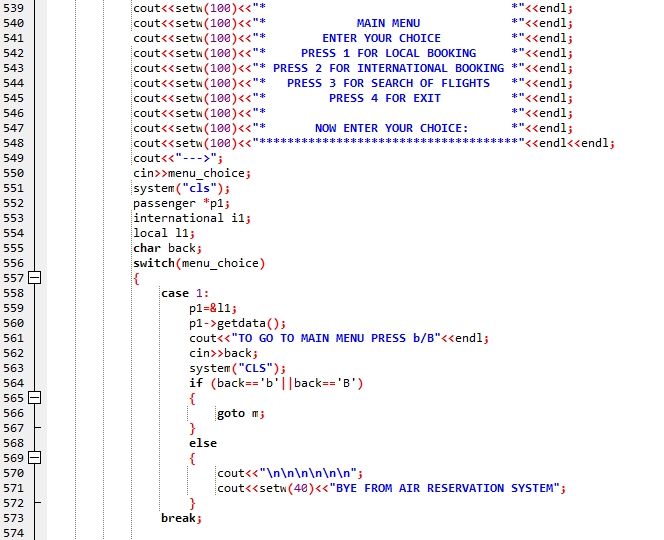 539 cout<<setw(100)<<"*                                   *"<<endl;
540 cout<<setw(100)<<"*             MAIN MENU             *"<<endl;
541 cout<<setw(100)<<"*        ENTER YOUR CHOICE          *"<<endl;
542 cout<<setw(100)<<"*     PRESS 1 FOR LOCAL BOOKING     *"<<endl;
543 cout<<setw(100)<<"* PRESS 2 FOR INTERNATIONAL BOOKING *"<<endl;
544 cout<<setw(100)<<"*   PRESS 3 FOR SEARCH OF FLIGHTS   *"<<endl;
545 cout<<setw(100)<<"*         PRESS 4 FOR EXIT          *"<<endl;
546 cout<<setw(100)<<"*                                   *"<<endl;
547 cout<<setw(100)<<"*       NOW ENTER YOUR CHOICE:      *"<<endl;
548 cout<<setw(100)<<"*************************************"<<endl<<endl;
549 cout<<"--->";
550 cin>>menu_choice;
551 system("cls");
552 passenger *p1;
553 international i1;
554 local l1;
555 char back;
556 switch(menu_choice)
557 {
558     case 1:
559         p1=&l1;
560         p1->getdata();
561         cout<<"TO GO TO MAIN MENU PRESS b/B"<<endl;
562         cin>>back;
563         system("CLS");
564         if (back=='b'||back=='B')
565         {
566             goto m;
567         }
568         else
569         {
570             cout<<"\n\n\n\n\n\n";
571             cout<<setw(40)<<"BYE FROM AIR RESERVATION SYSTEM";
572         }
573     break;
574